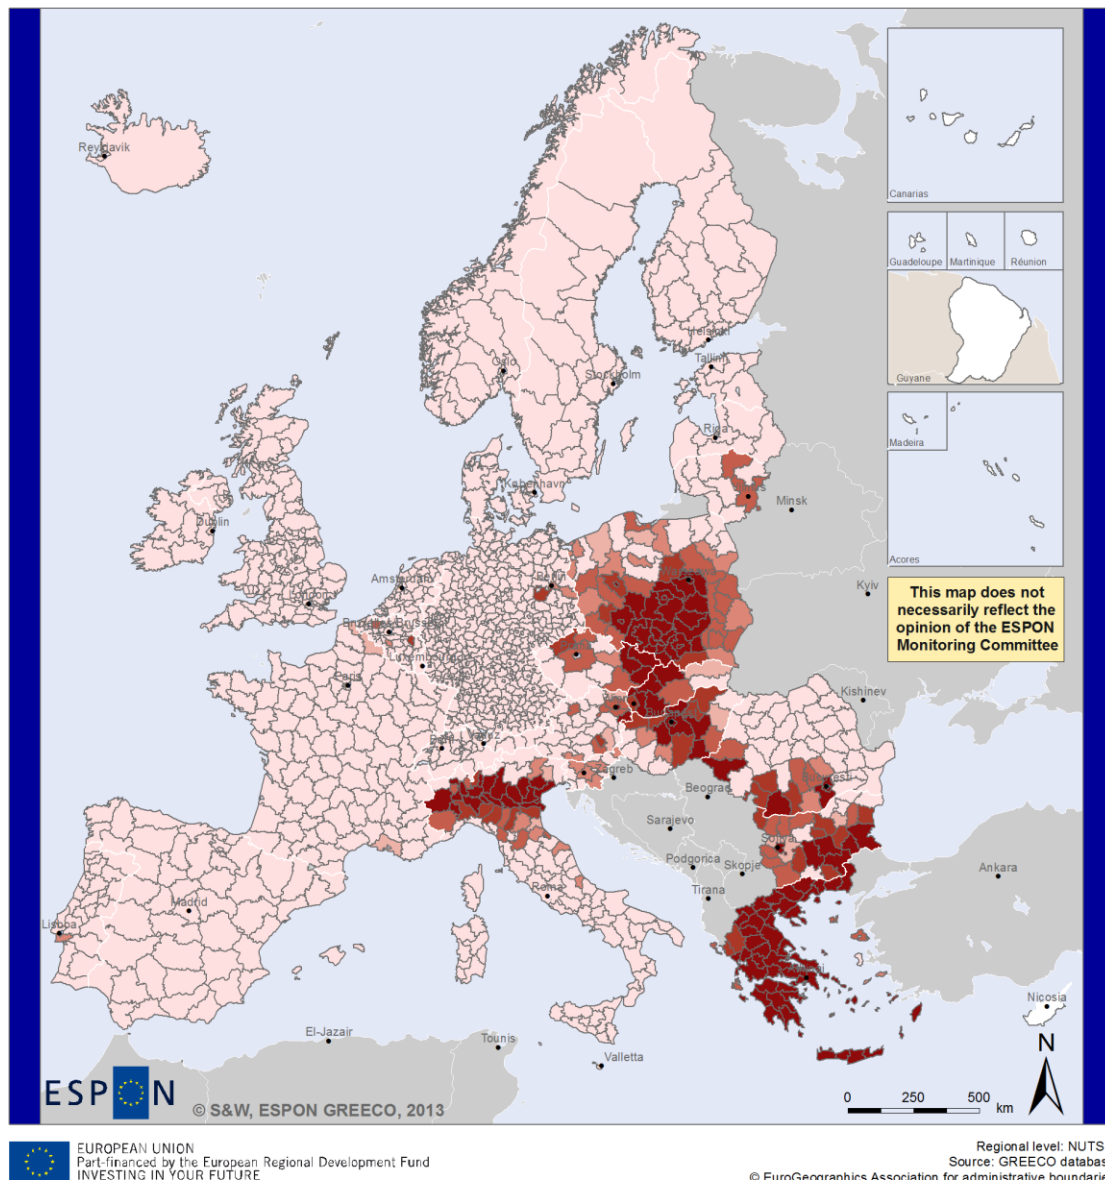 Reykjavik
Canarias
Guadeloupe
Martinique
Réunion
Guyane
Madeira
Acores
Helsinki
Tallinn
Oslo
Stockholm
Riga
København
Minsk
Dublin
Amsterdam
Berlin
London
Kyiv
This map does not
necessarily reflect the
opinion of the ESPON
Monitoring Committee
Paris
Kishinev
Vaduz
Budapest
Zagreb
Beograd
Bucuresti
Sarajevo
Podgorica
Skopje
Tirana
Ankara
Roma
Madrid
Lisboa
Nicosia
El-Jazair
Tounis
Valletta
N
ESPON
© S&W, ESPON GREECO, 2013
0 250 500
km
EUROPEAN UNION
Part-financed by the European Regional Development Fund
INVESTING IN YOUR FUTURE
Regional level: NUTS
Source: GREECO databas
© EuroGeographics Association for administrative boundarie